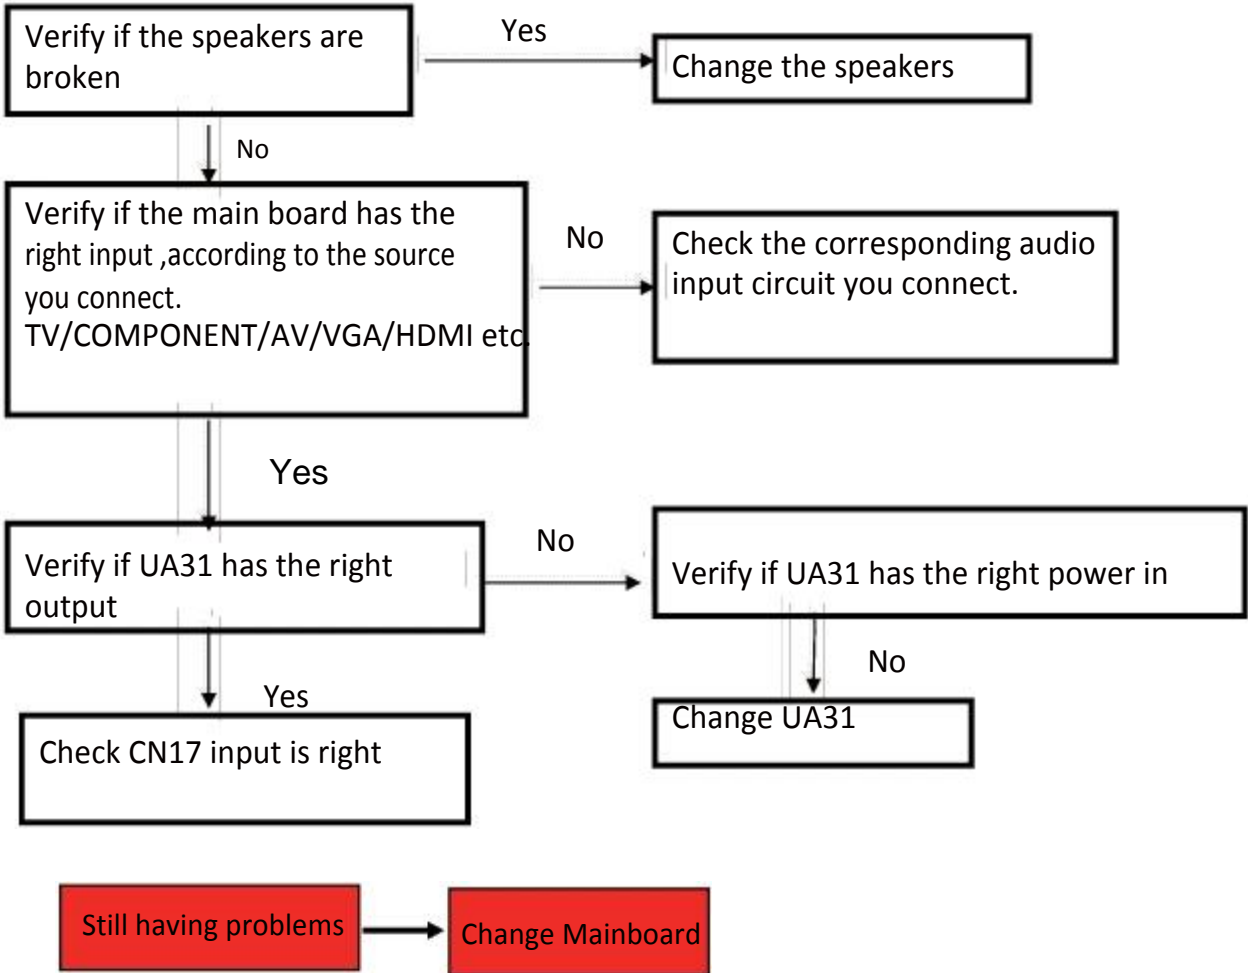 Verify if the speakers are
broken
Yes
Change the speakers
No
Verify if the main board has the
right input ,according to the source
you connect.
TV/COMPONENT/AV/VGA/HDMI etc.
No
Check the corresponding audio
input circuit you connect.
Yes
Verify if UA31 has the right
output
No
Verify if UA31 has the right power in
Yes
Check CN17 input is right
No
Change UA31
Still having problems
Change Mainboard